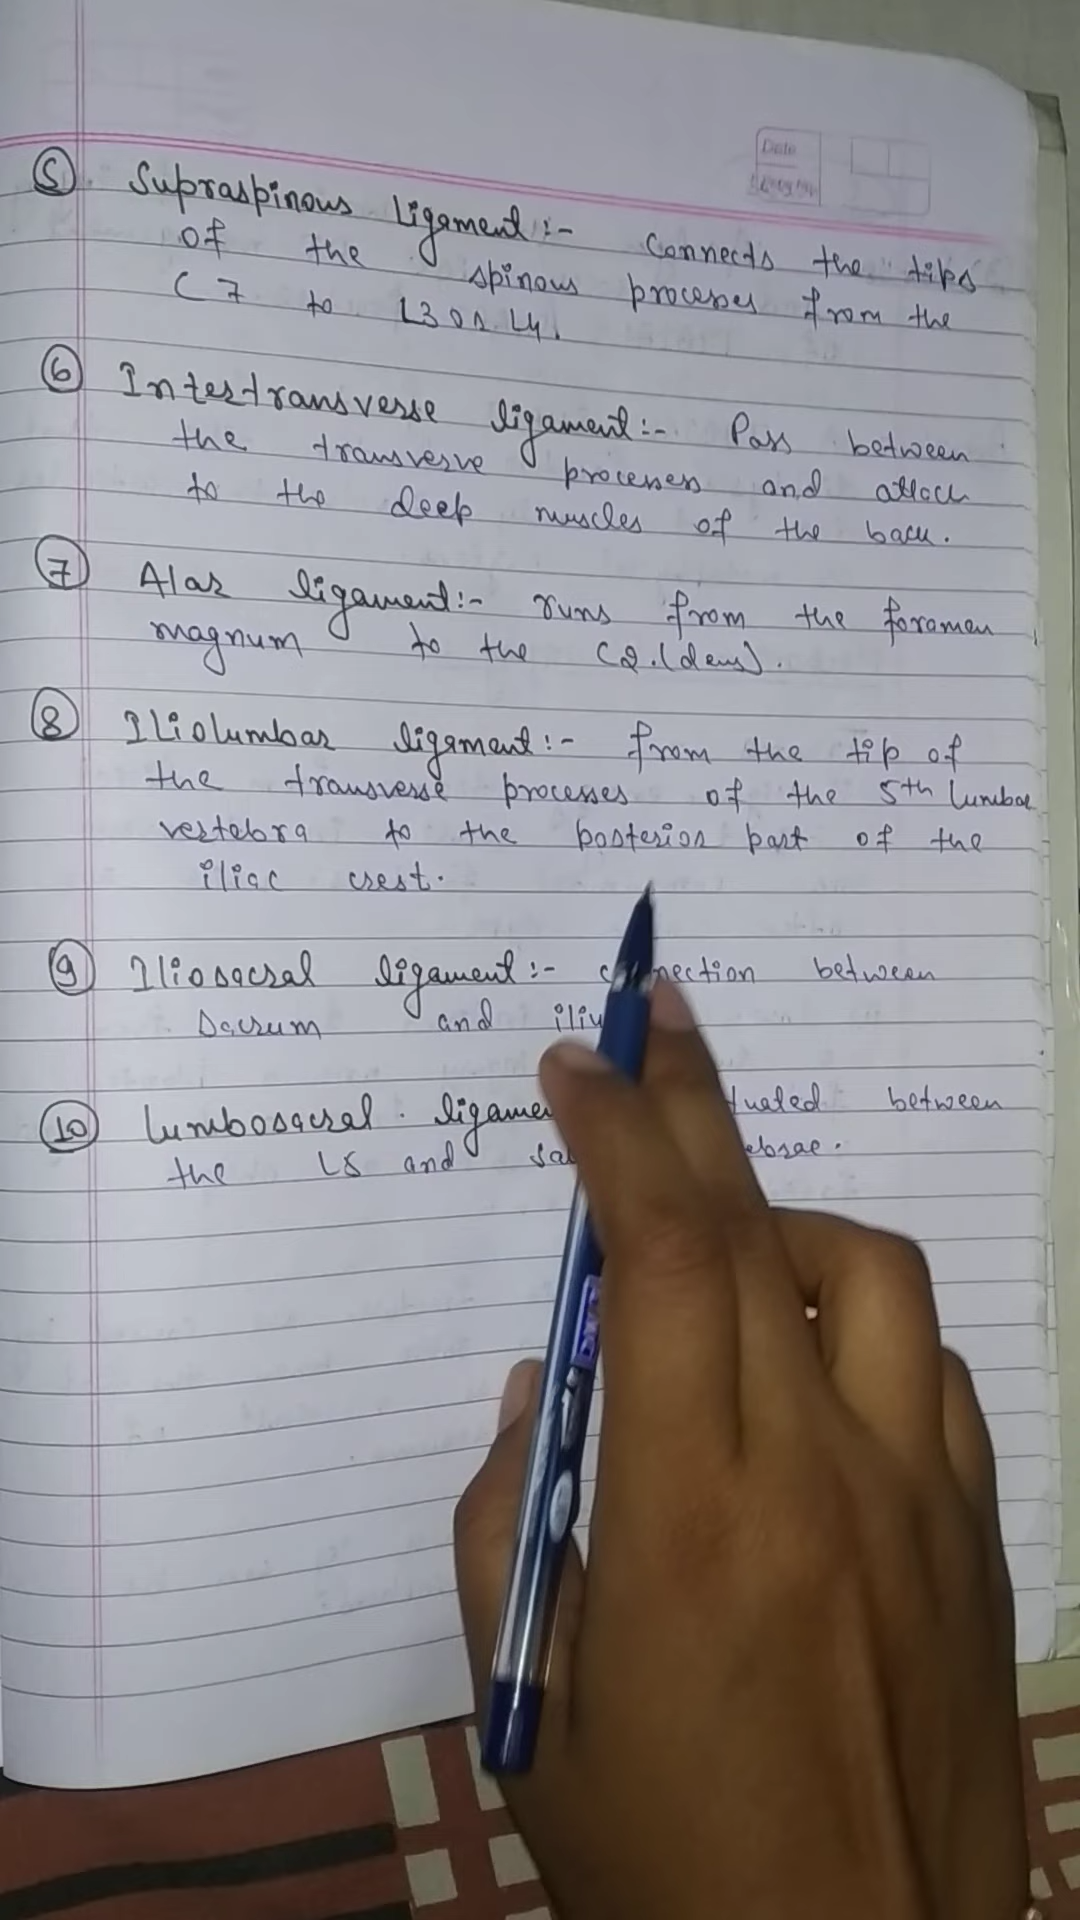 Date
⑤ Supraspinous Ligament:- Connects the tips
of the spinous processes from the
C7 to L3 or L4.
⑥ Intertransverse ligament:- Pass between
the transverse processes and attach
to the deep muscles of the back.
⑦ Alar ligament:- runs from the foramen
magnum to the C2.(dens).
⑧ Iliolumbar ligament:- from the tip of
the transverse processes of the 5th lumbar
vertebra to the posterior part of the
iliac crest.
⑨ Iliosacral ligament:- connection between
sacrum and
⑩ Lumbosacral. between
the L5 and